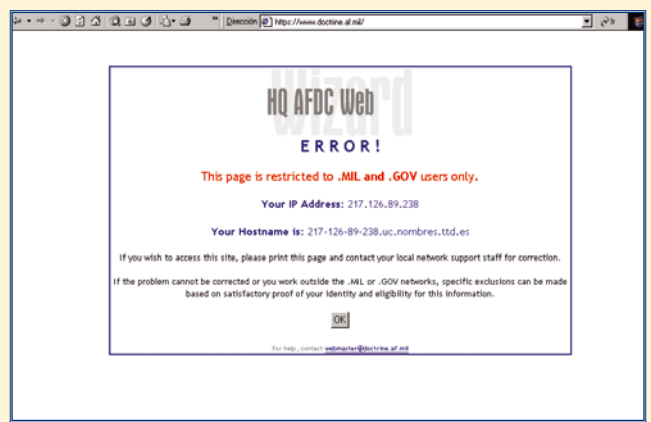 Dirección https://www.doctrine.af.mil/ Ir
Wizard
HQ AFDC Web
ERROR!
This page is restricted to .MIL and .GOV users only.
Your IP Address: 217.126.89.238
Your Hostname is: 217-126-89-238.uc.nombres.ttd.es
If you wish to access this site, please print this page and contact your local network support staff for correction.
If the problem cannot be corrected or you work outside the .MIL or .GOV networks, specific exclusions can be made
based on satisfactory proof of your identity and eligibility for this information.
OK
For help, contact webmaster@doctrine.af.mil